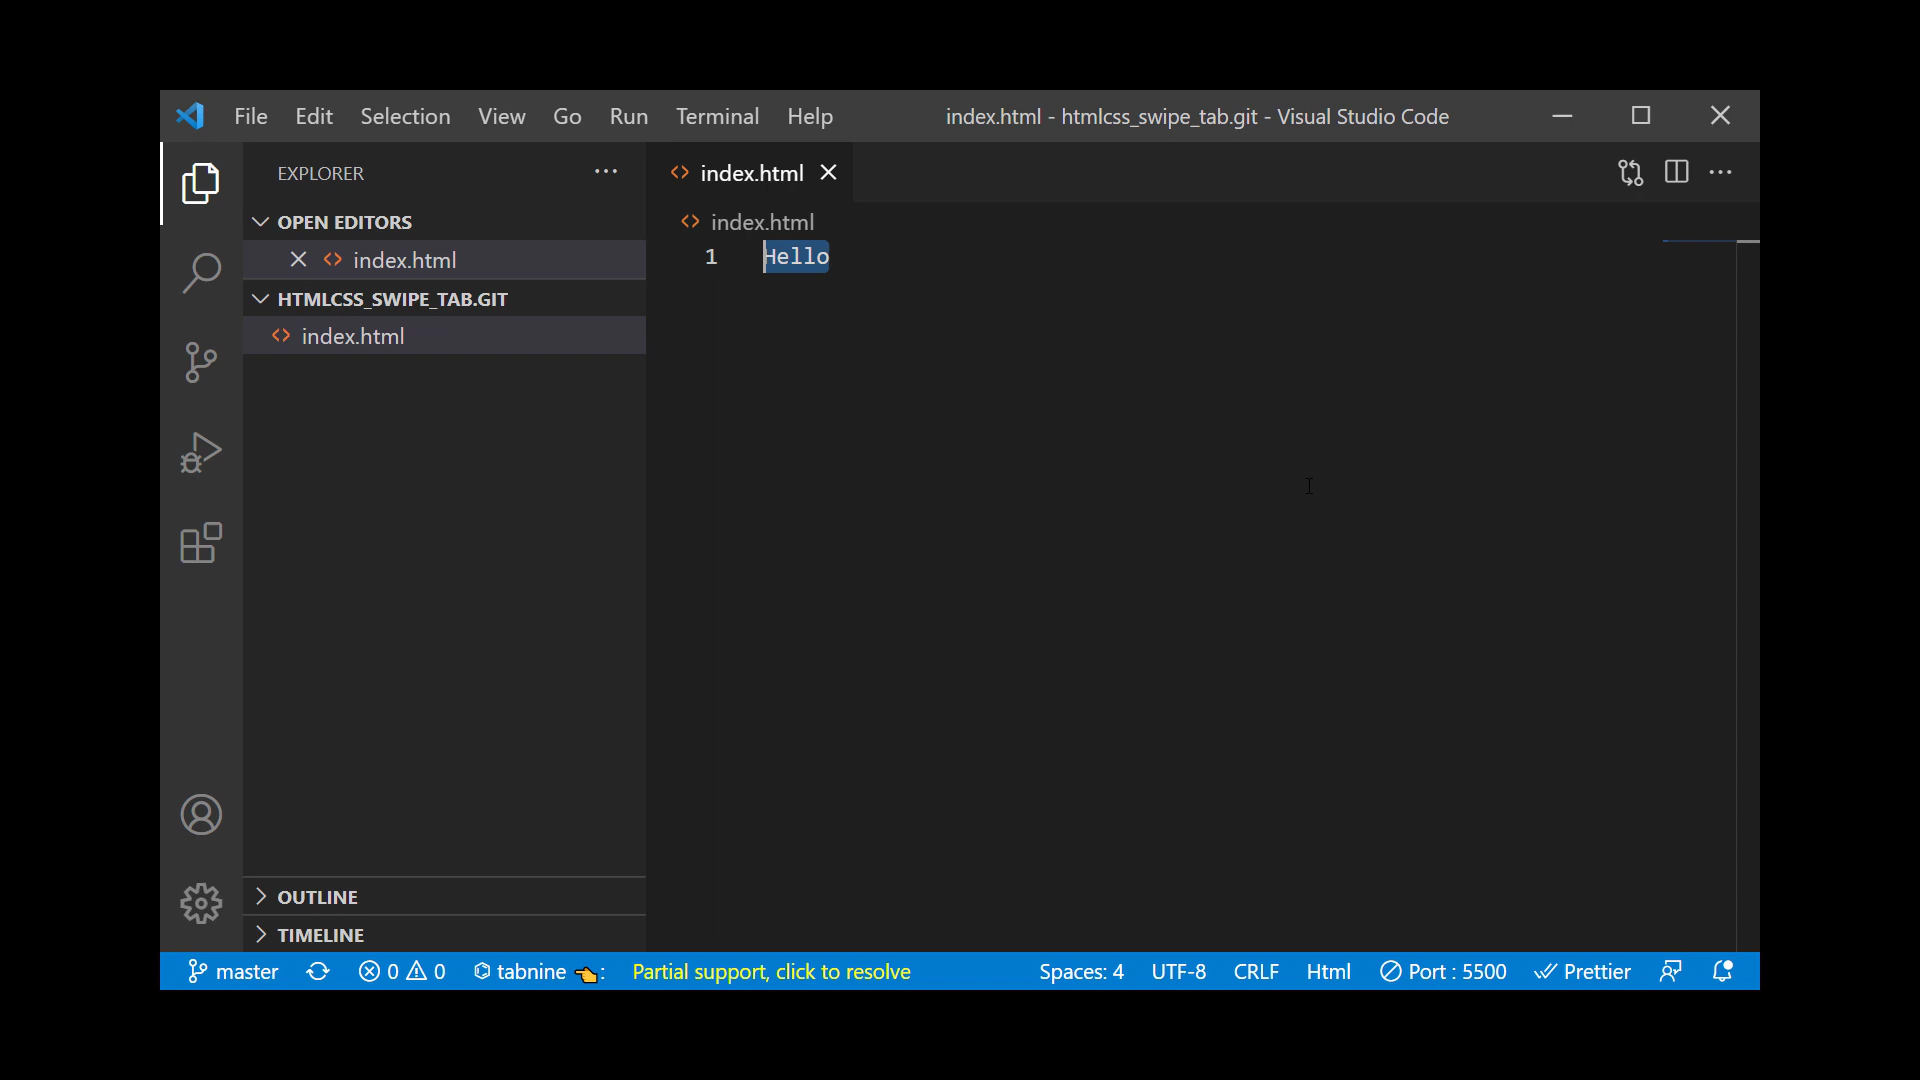 File Edit Selection View Go Run Terminal Help index.html - htmlcss_swipe_tab.git - Visual Studio Code
EXPLORER
index.html
OPEN EDITORS
index.html
index.html
1 Hello
HTMLCSS_SWIPE_TAB.GIT
index.html
OUTLINE
TIMELINE
master 0 0 tabnine : Partial support, click to resolve Spaces: 4 UTF-8 CRLF Html Port : 5500 Prettier